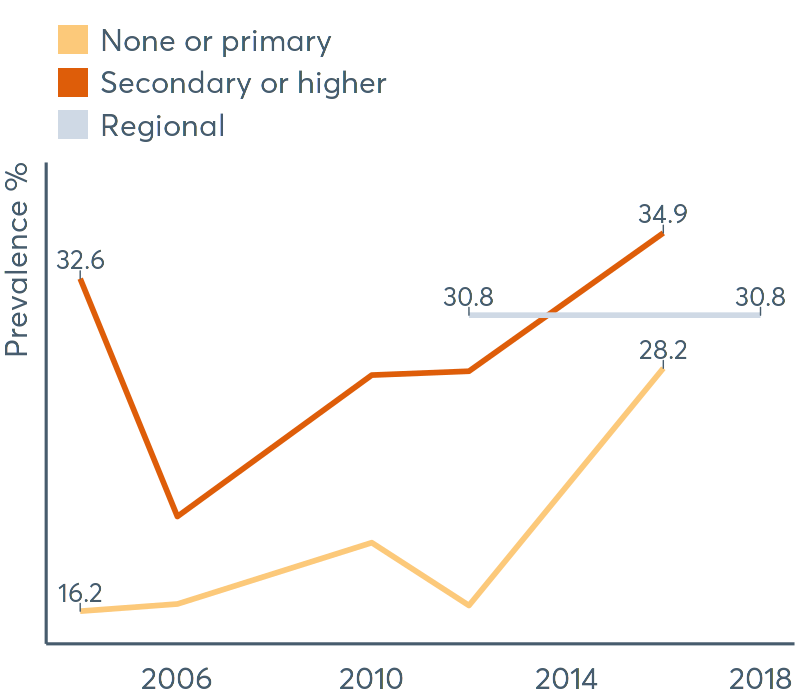 None or primary
Secondary or higher
Regional
Prevalence %
34.9
32.6
30.8
30.8
28.2
16.2
2006
2010
2014
2018